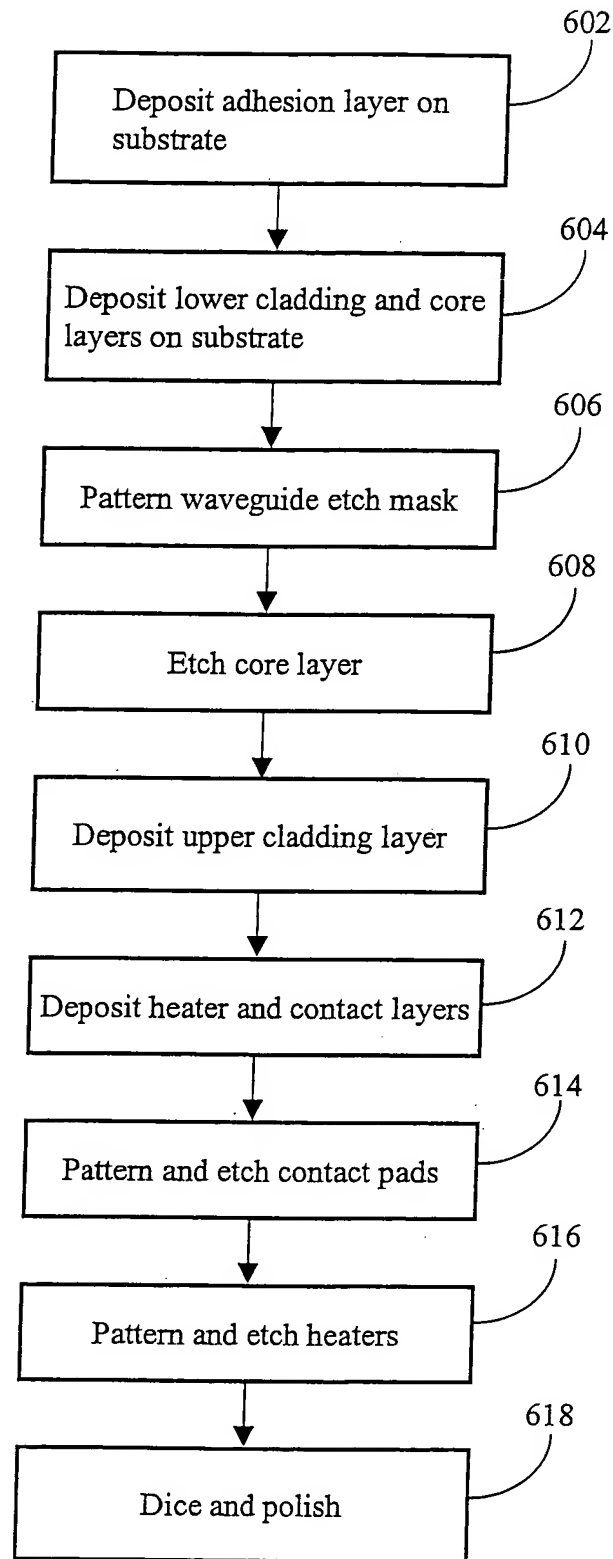 602
Deposit adhesion layer on
substrate
604
Deposit lower cladding and core
layers on substrate
606
Pattern waveguide etch mask
608
Etch core layer
610
Deposit upper cladding layer
612
Deposit heater and contact layers
614
Pattern and etch contact pads
616
Pattern and etch heaters
618
Dice and polish